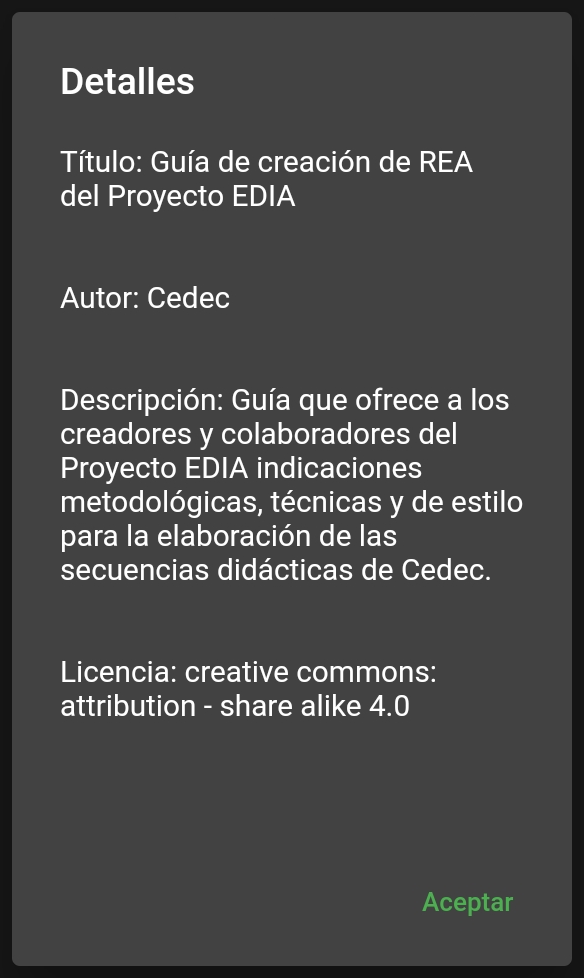 Detalles
Título: Guía de creación de REA
del Proyecto EDIA
Autor: Cedec
Descripción: Guía que ofrece a los
creadores y colaboradores del
Proyecto EDIA indicaciones
metodológicas, técnicas y de estilo
para la elaboración de las
secuencias didácticas de Cedec.
Licencia: creative commons:
attribution - share alike 4.0
Aceptar